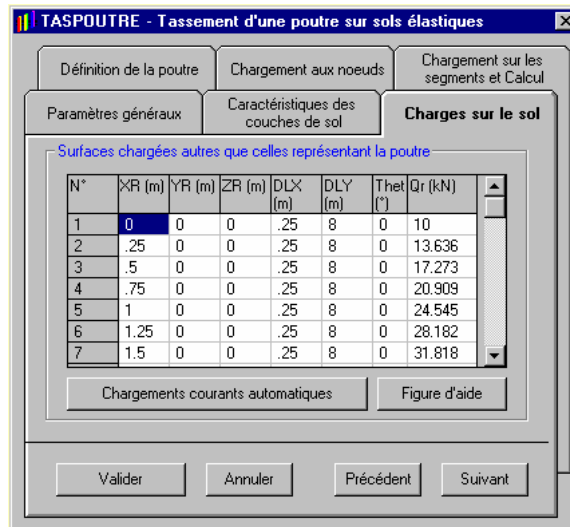 TASPOUTRE - Tassement d'une poutre sur sols élastiques
Définition de la poutre
Chargement aux noeuds
Chargement sur les
segments et Calcul
Paramètres généraux
Caractéristiques des
couches de sol
Charges sur le sol
Surfaces chargées autres que celles représentant la poutre
N° XR (m) YR (m) ZR (m) DLX (m) DLY (m) Thet (°) Qr (kN)
1 0 0 0 .25 8 0 10
2 .25 0 0 .25 8 0 13.636
3 .5 0 0 .25 8 0 17.273
4 .75 0 0 .25 8 0 20.909
5 1 0 0 .25 8 0 24.545
6 1.25 0 0 .25 8 0 28.182
7 1.5 0 0 .25 8 0 31.818
Chargements courants automatiques
Figure d'aide
Valider
Annuler
Précédent
Suivant